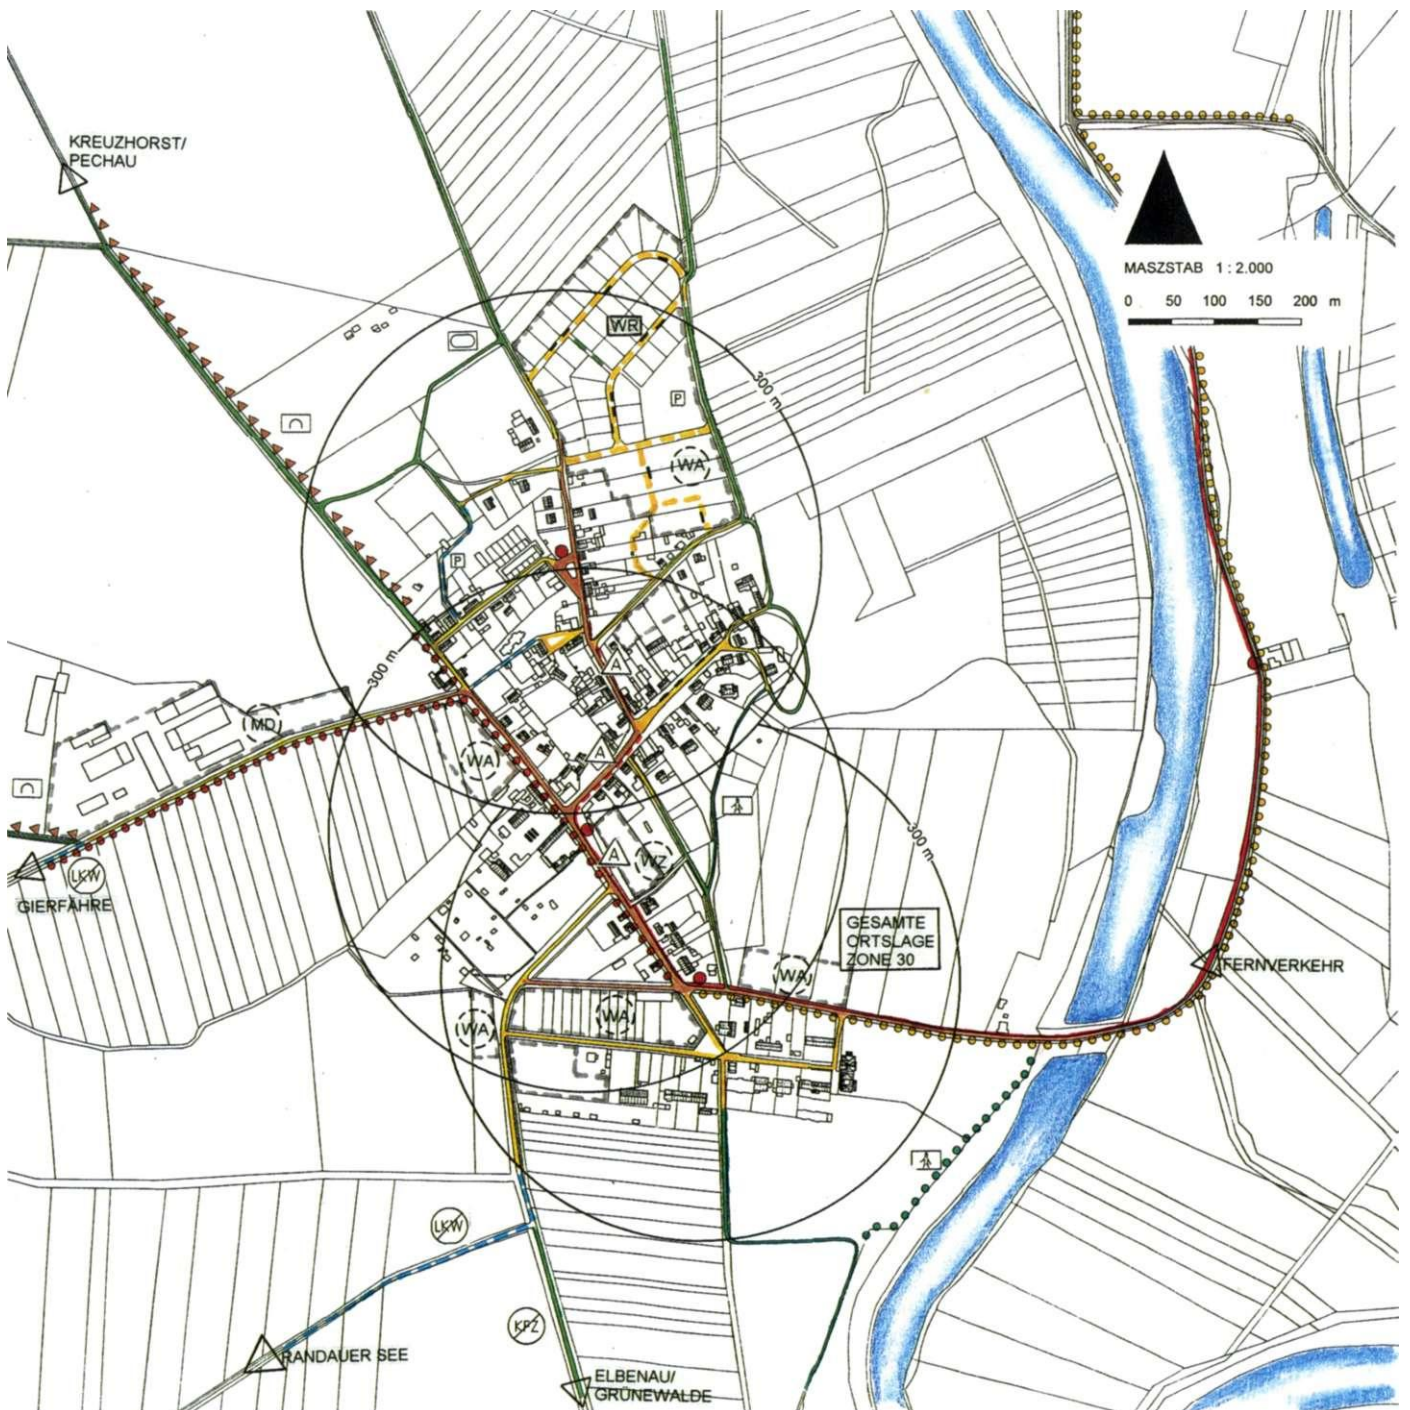 KREUZHORST/
PECHAU
MASZSTAB 1 : 2.000
0 50 100 150 200 m
WR
300 m
P
WA
P
300 m
A
MD
WA
A
300 m
A
WZ
LKW
GIERFÄHRE
GESAMTE
ORTSLAGE
ZONE 30
WA
FERNVERKEHR
WA
WA
LKW
KFZ
RANDAUER SEE
ELBENAU/
GRÜNEWALDE